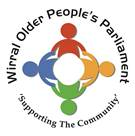 Wirral Older People's Parliament
'Supporting The Community'